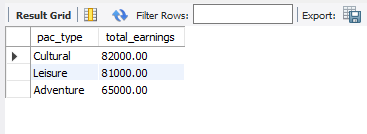 Result Grid Filter Rows: Export:
pac_type total_earnings
Cultural 82000.00
Leisure 81000.00
Adventure 65000.00